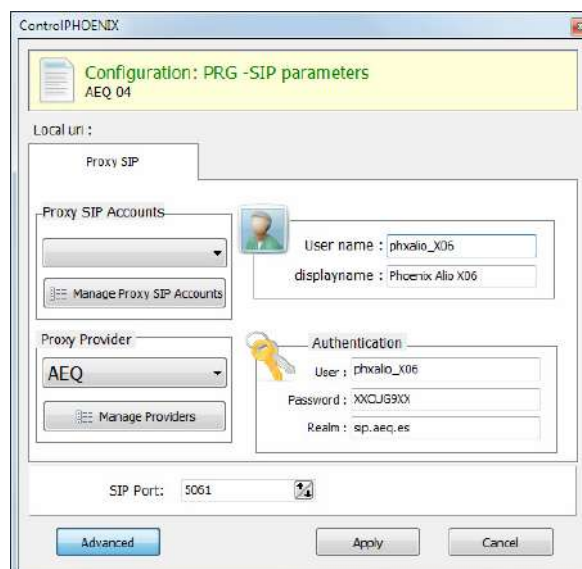 ControlPHOENIX
Configuration: PRG -SIP parameters
AEQ 04
Local uri :
Proxy SIP
Proxy SIP Accounts
Manage Proxy SIP Accounts
User name : phxalio_X06
displayname : Phoenix Alio X06
Proxy Provider
AEQ
Manage Providers
Authentication
User : phxalio_X06
Password : XXCUG9XX
Realm : sip.aeq.es
SIP Port: 5061
Advanced
Apply
Cancel